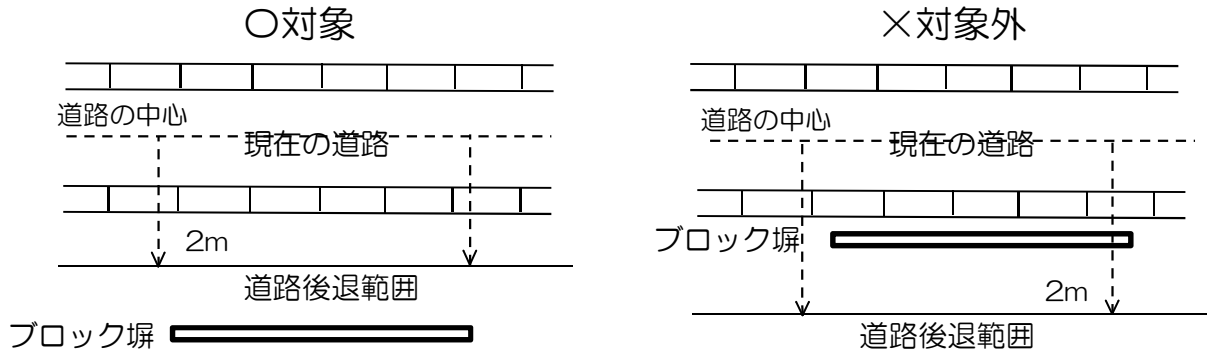 〇対象
道路の中心
現在の道路
2m
道路後退範囲
ブロック塀
×対象外
道路の中心
現在の道路
ブロック塀
2m
道路後退範囲